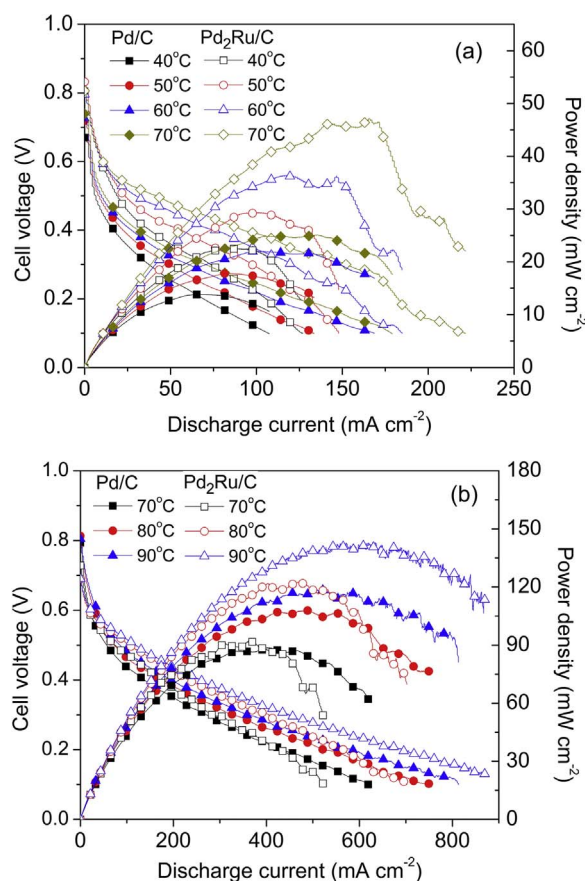 (a)
Pd/C Pd₂Ru/C
40°C 40°C
50°C 50°C
60°C 60°C
70°C 70°C
Cell voltage (V)
1.0
0.8
0.6
0.4
0.2
0.0
Power density (mW cm⁻²)
60
50
40
30
20
10
0
0 50 100 150 200 250
Discharge current (mA cm⁻²)
(b)
Pd/C Pd₂Ru/C
70°C 70°C
80°C 80°C
90°C 90°C
Cell voltage (V)
1.0
0.8
0.6
0.4
0.2
0.0
Power density (mW cm⁻²)
180
150
120
90
60
30
0
0 200 400 600 800
Discharge current (mA cm⁻²)